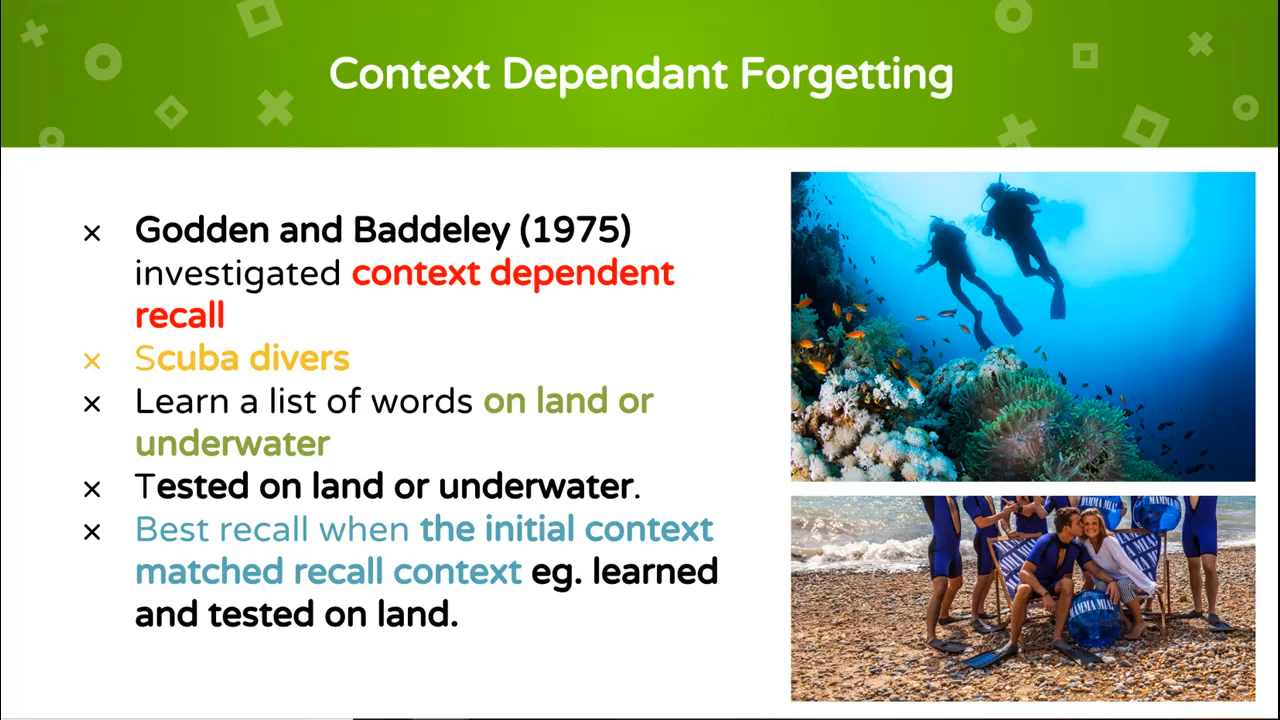 Context Dependant Forgetting
× Godden and Baddeley (1975)
investigated context dependent
recall
× Scuba divers
× Learn a list of words on land or
underwater
× Tested on land or underwater.
× Best recall when the initial context
matched recall context eg. learned
and tested on land.
MAMMA MIA!